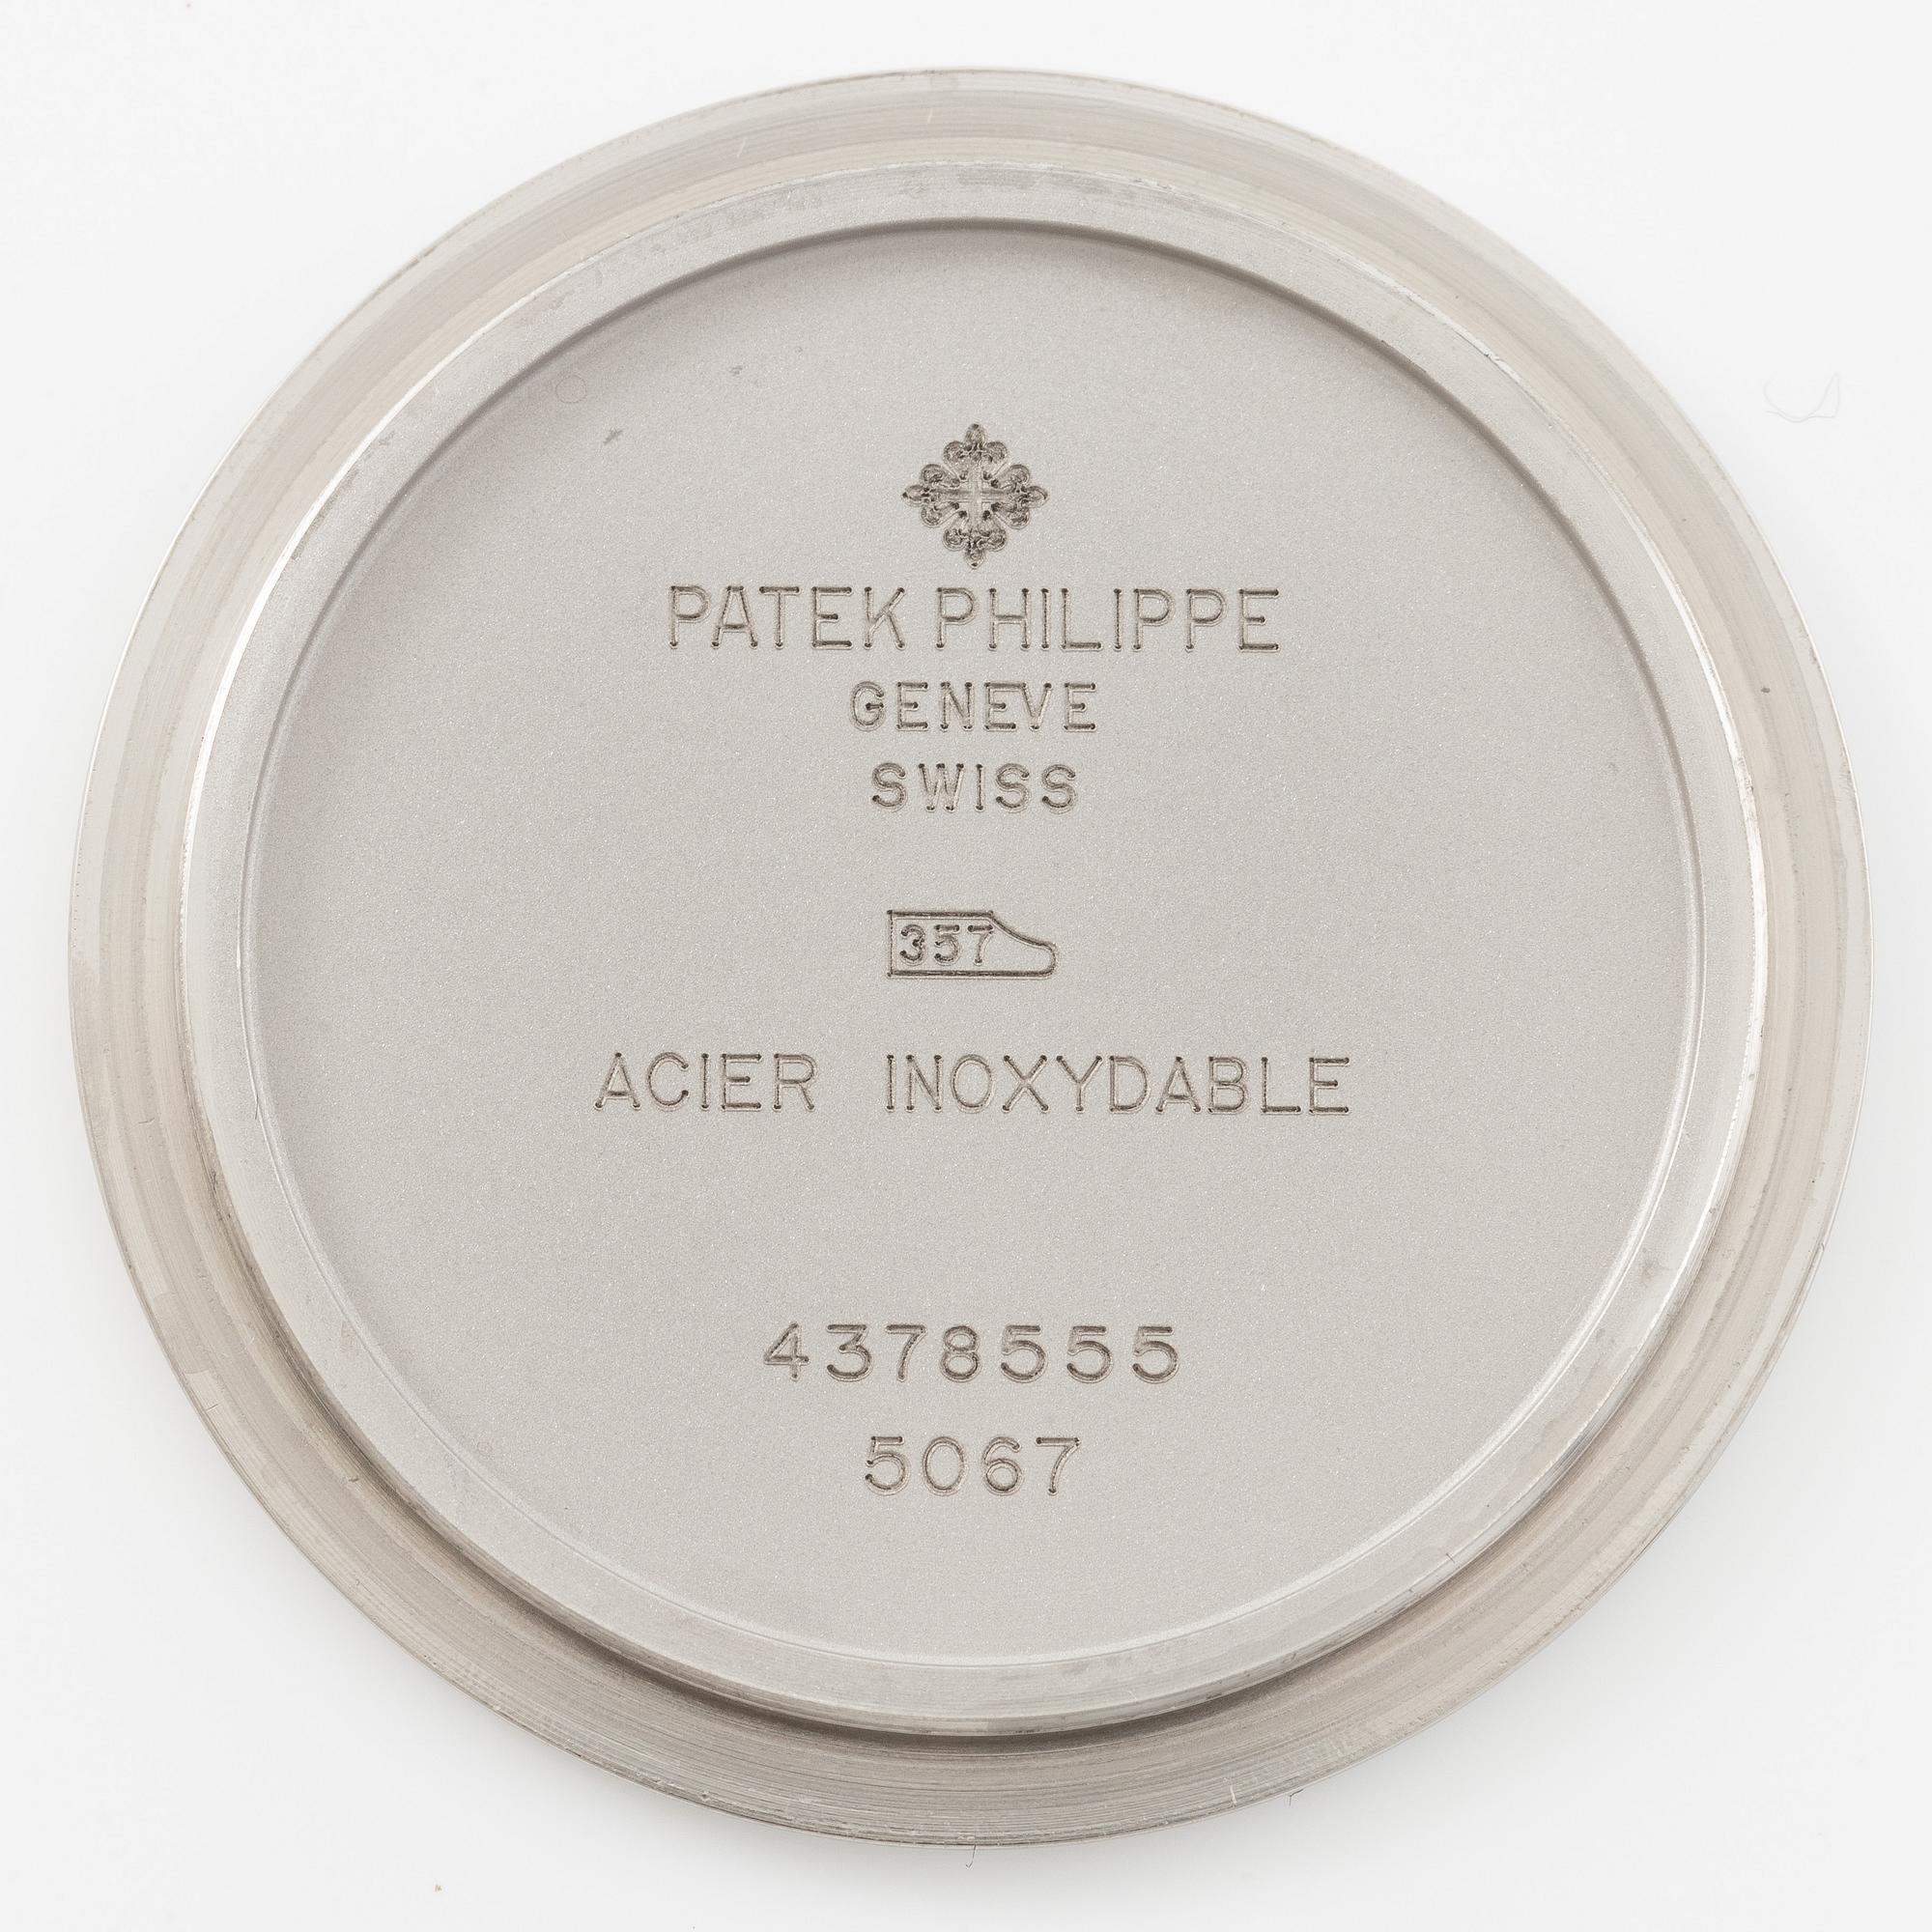 PATEK PHILIPPE
GENEVE
SWISS
357
ACIER INOXYDABLE
4378555
5067